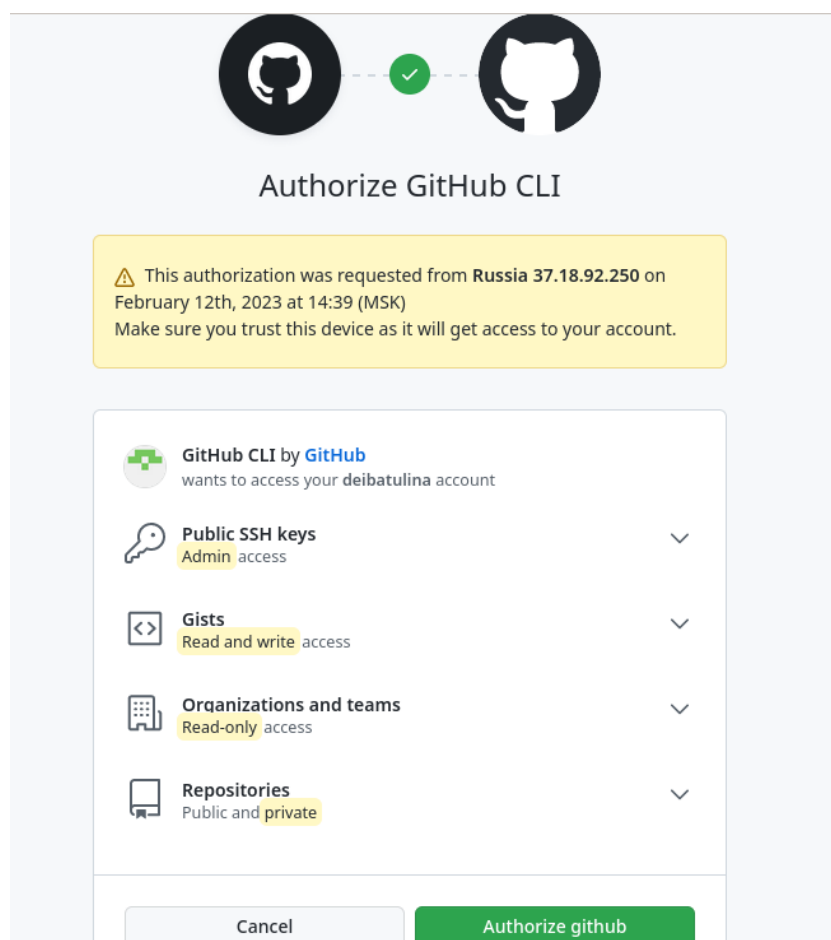 Authorize GitHub CLI
This authorization was requested from Russia 37.18.92.250 on
February 12th, 2023 at 14:39 (MSK)
Make sure you trust this device as it will get access to your account.
GitHub CLI by GitHub
wants to access your deibatulina account
Public SSH keys
Admin access
Gists
Read and write access
Organizations and teams
Read-only access
Repositories
Public and private
Cancel
Authorize github